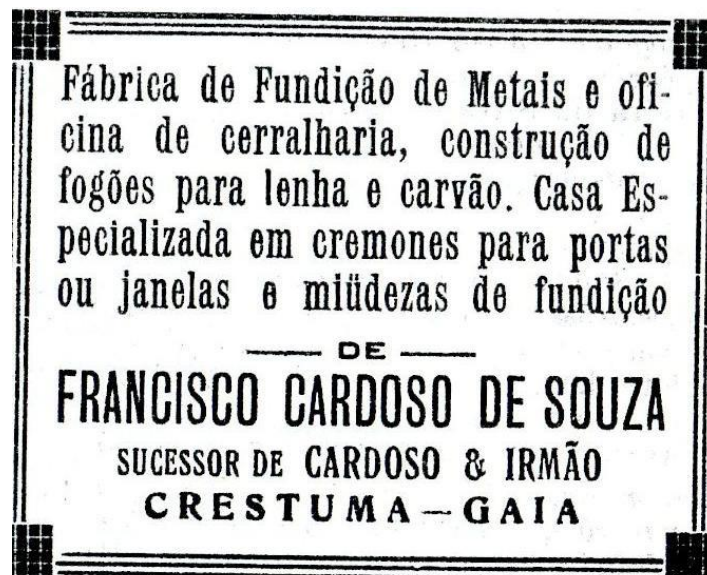 Fábrica de Fundição de Metais e ofi-
cina de cerralharia, construção de
fogões para lenha e carvão. Casa Es-
pecializada em cremones para portas
ou janelas e miüdezas de fundição
DE
FRANCISCO CARDOSO DE SOUZA
SUCESSOR DE CARDOSO & IRMÃO
CRESTUMA—GAIA